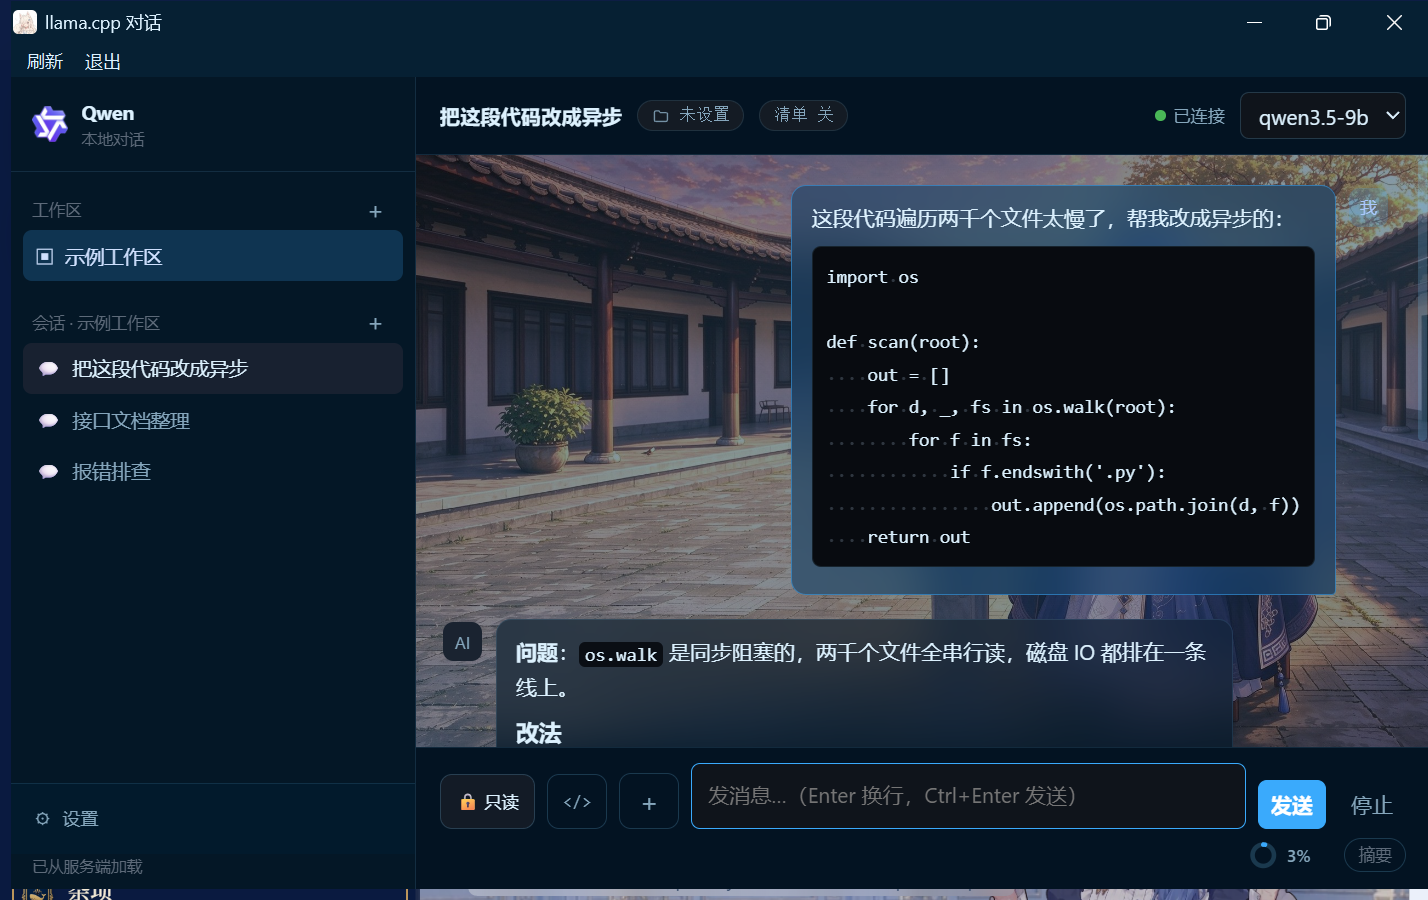 llama.cpp 对话
刷新 退出
Qwen
本地对话
工作区 +
示例工作区
会话 · 示例工作区 +
把这段代码改成异步
接口文档整理
报错排查
设置
已从服务端加载
把这段代码改成异步 未设置 清单 关 已连接 qwen3.5-9b
我
这段代码遍历两千个文件太慢了，帮我改成异步的：
import os
def scan(root):
    out = []
    for d, _, fs in os.walk(root):
        for f in fs:
            if f.endswith('.py'):
                out.append(os.path.join(d, f))
    return out
AI
问题：os.walk 是同步阻塞的，两千个文件全串行读，磁盘 IO 都排在一条
线上。
改法
只读 </> + 发消息...（Enter 换行，Ctrl+Enter 发送） 发送 停止
3% 摘要